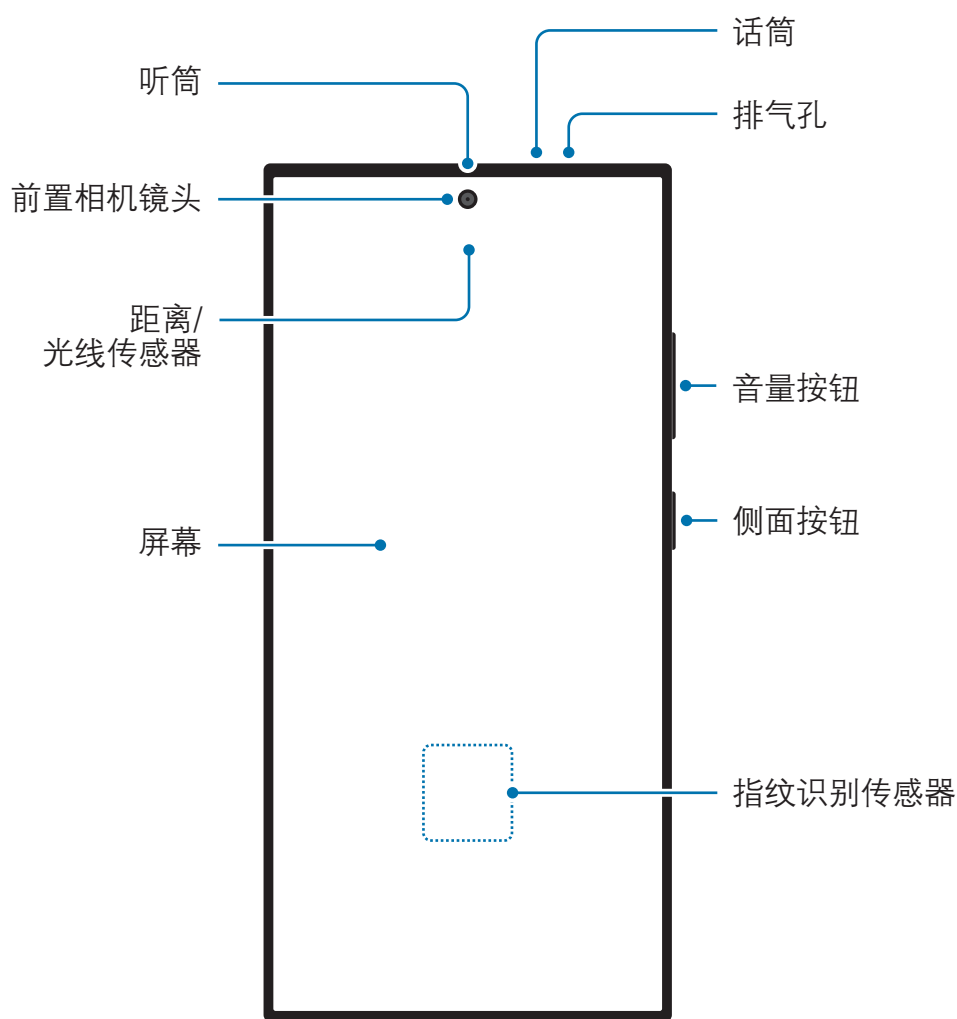 话筒
听筒
排气孔
前置相机镜头
距离/
光线传感器
音量按钮
侧面按钮
屏幕
指纹识别传感器